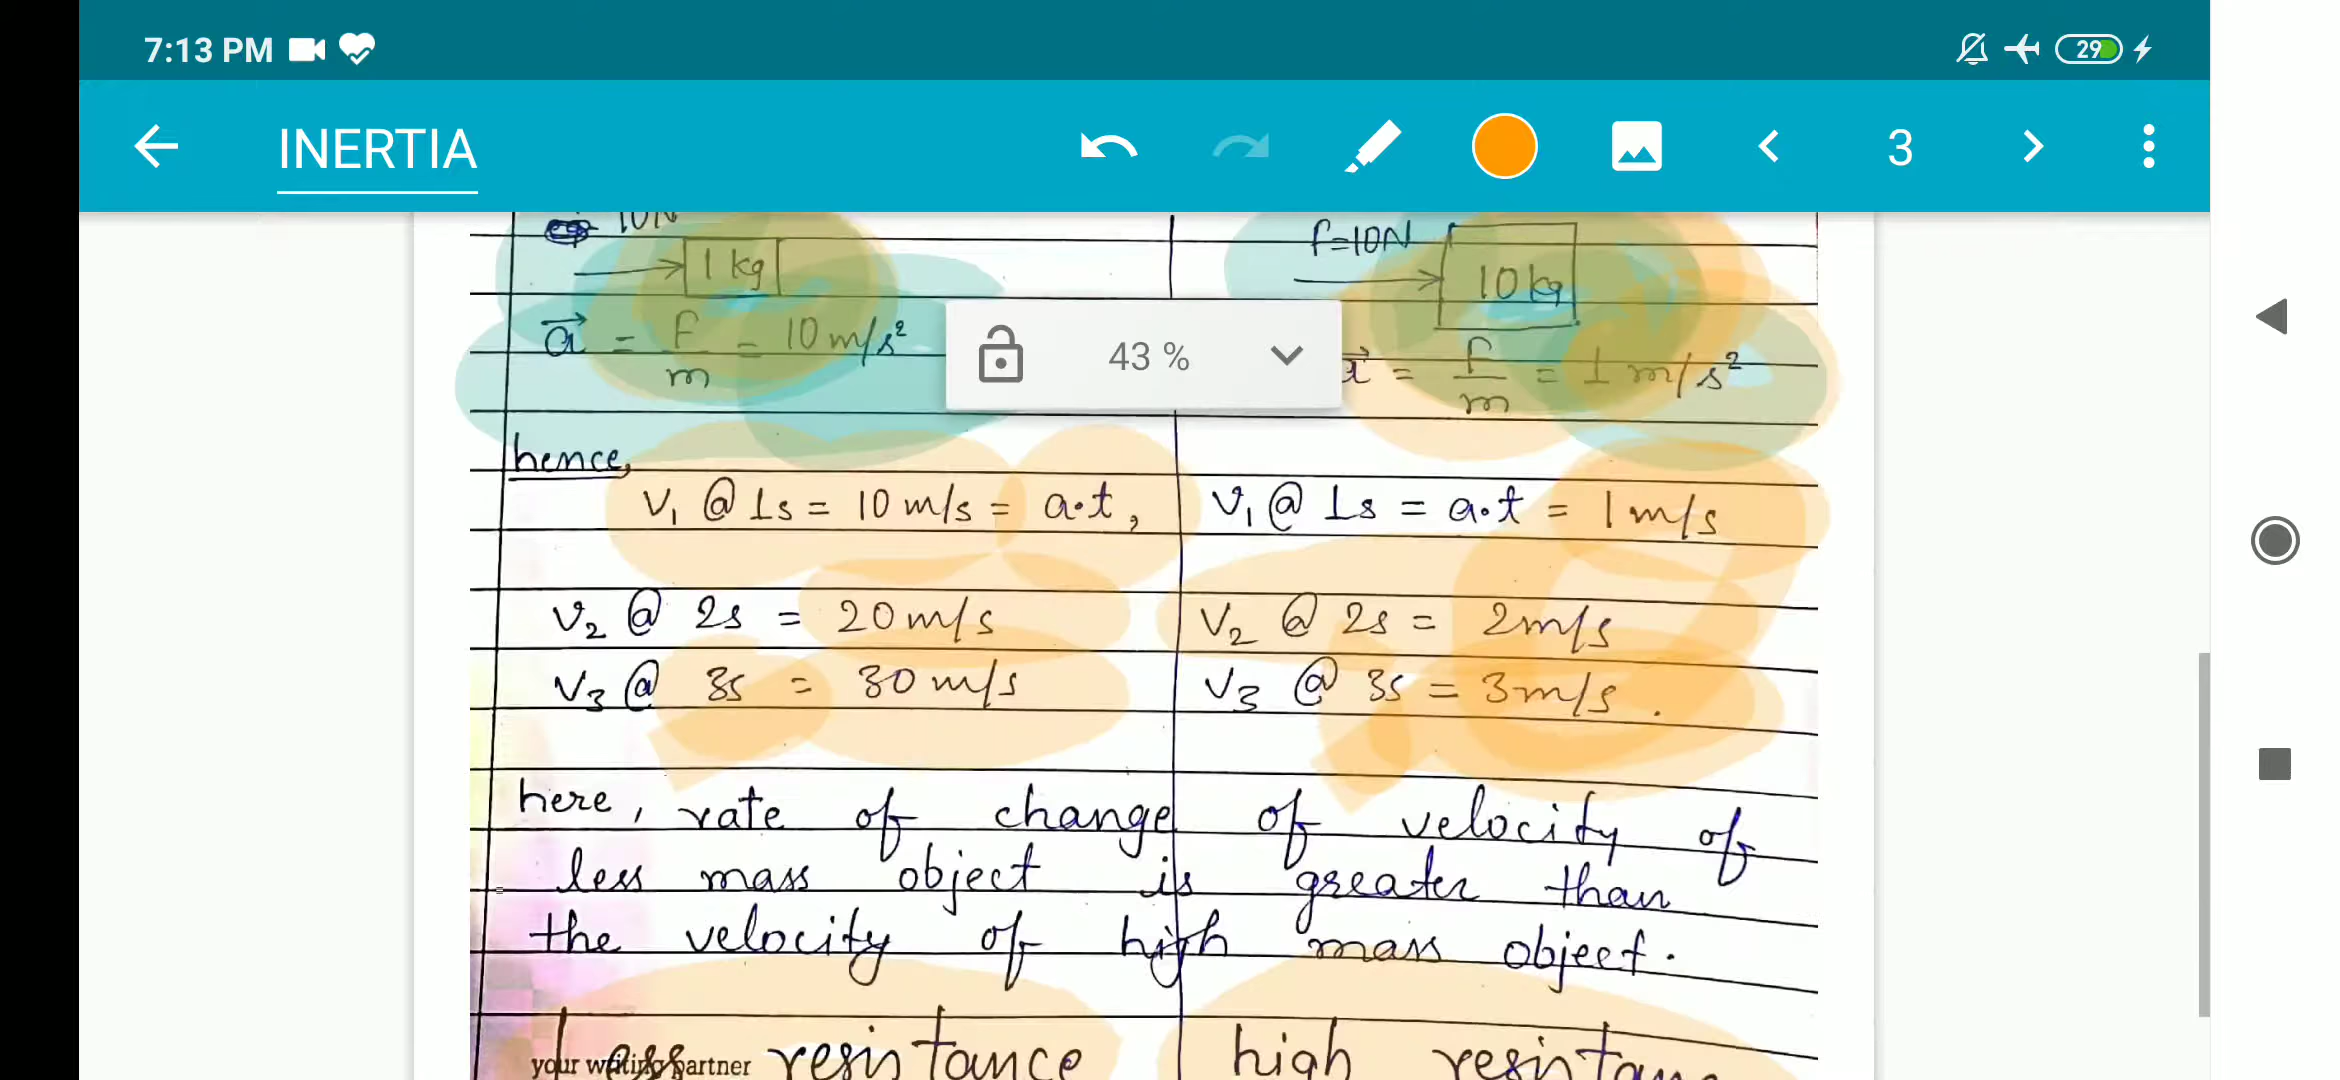 7:13 PM
29
INERTIA
3
10N
1 kg
f=10N
10 kg
a = F/m = 10 m/s²
43 %
= f/m = 1 m/s²
hence,
V₁ @ 1s = 10 m/s = a·t,
V₁ @ 1s = a·t = 1 m/s
V₂ @ 2s = 20 m/s
V₂ @ 2s = 2m/s
V₃ @ 3s = 30 m/s
V₃ @ 3s = 3m/s.
here, rate of change of velocity of
less mass object is greater than
the velocity of high mass object.
Less resistance
high resistance
your writing partner